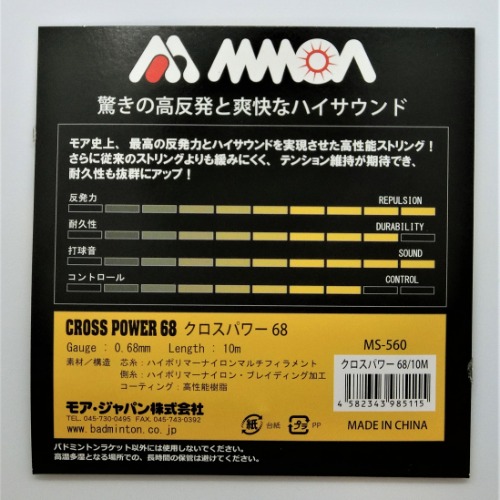 MMOA
驚きの高反発と爽快なハイサウンド
モア史上、最高の反発力とハイサウンドを実現させた高性能ストリング!
さらに従来のストリングよりも緩みにくく、テンション維持が期待でき、
耐久性も抜群にアップ!
反発力 REPULSION
耐久性 DURABILITY
打球音 SOUND
コントロール CONTROL
CROSS POWER 68 クロスパワー 68
Gauge : 0.68mm Length : 10m
素材/構造 芯糸:ハイポリマーナイロンマルチフィラメント
側糸:ハイポリマーナイロン・ブレイディング加工
コーティング:高性能樹脂
モア・ジャパン株式会社
TEL. 045-730-0495 FAX. 045-743-0392
www.badminton.co.jp
紙 台紙 プラ PP
MS-560
クロスパワー 68/10M
4 582343 985115
MADE IN CHINA
バドミントンラケット以外には使用しないでください。
高温多湿となる場所での、長時間の保管は避けてください。